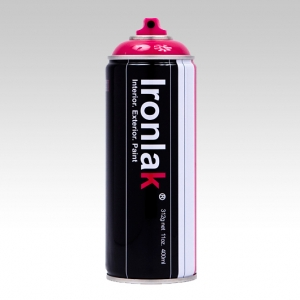 Ironlak®
Interior. Exterior. Paint
312g net 11oz. 400ml